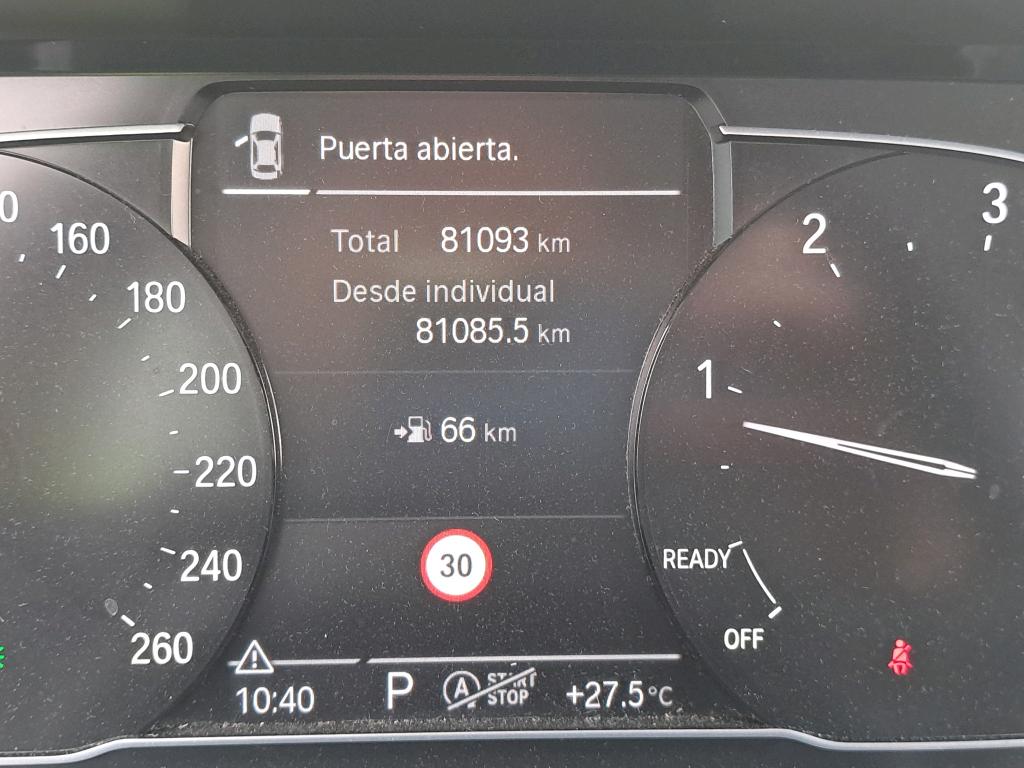 Puerta abierta.
Total 81093 km
Desde individual
81085.5 km
66 km
30
10:40 P A START STOP +27.5°C
0
160
180
200
220
240
260
1
2
3
READY
OFF